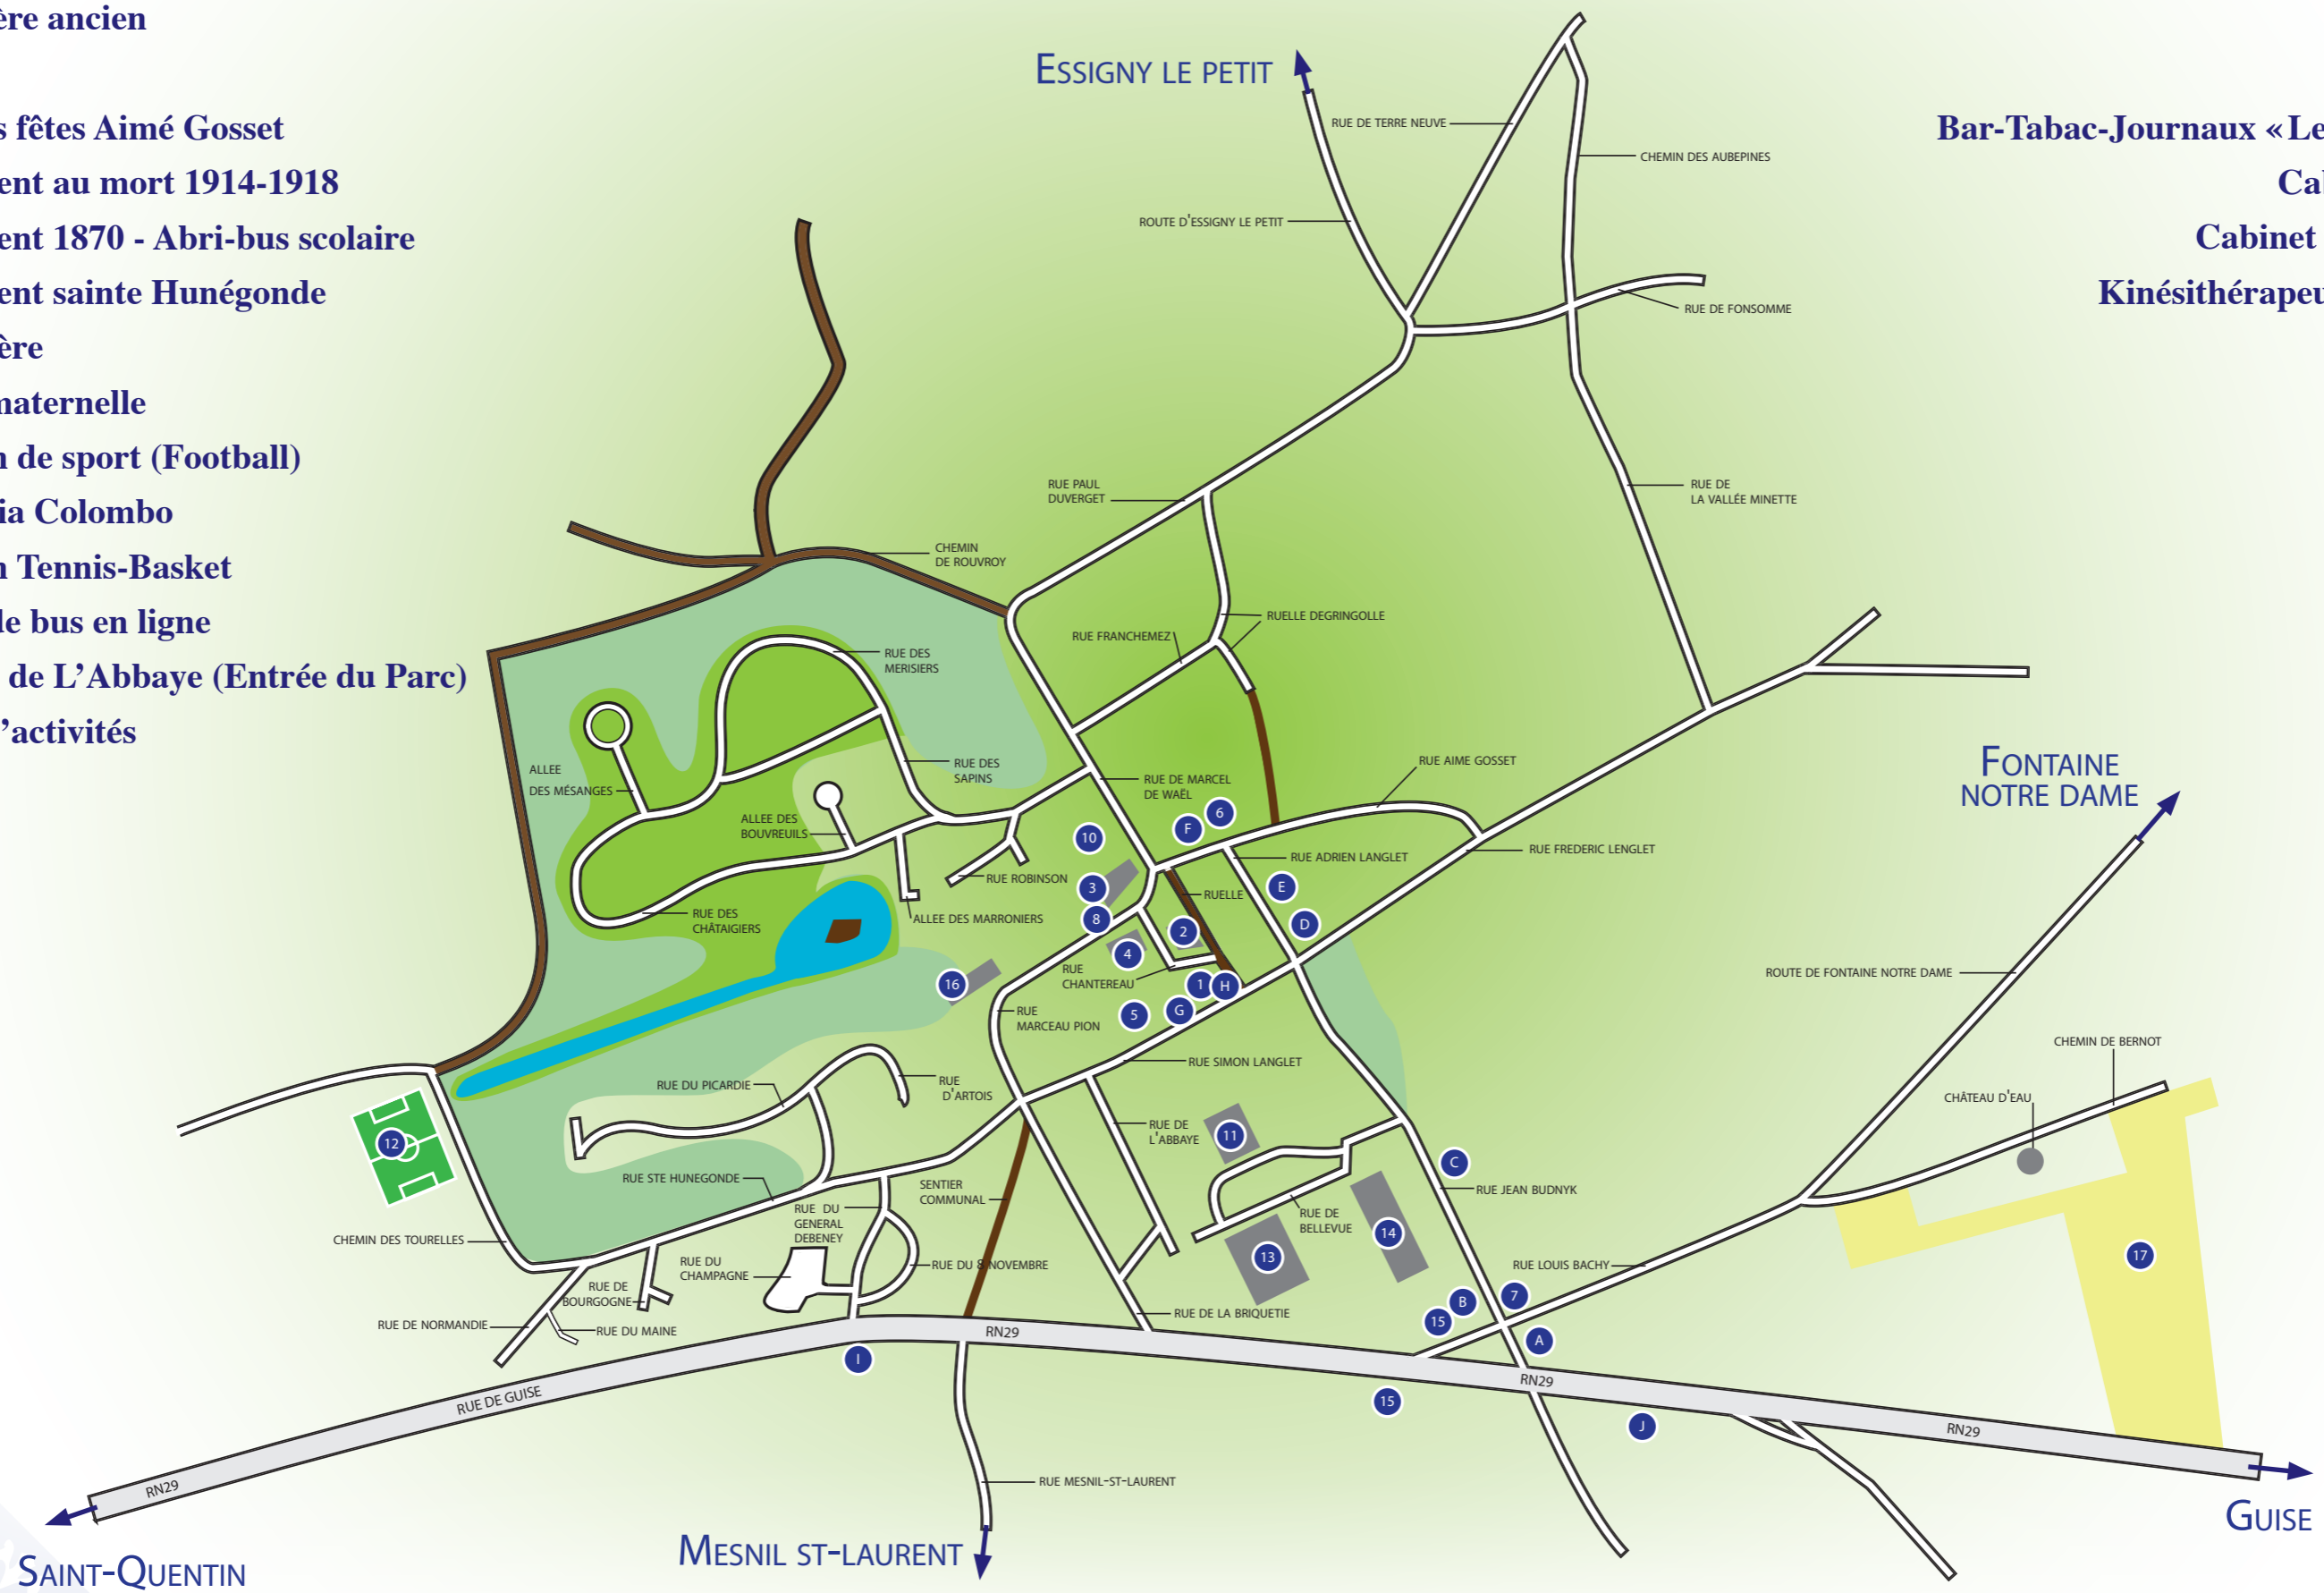 ère ancien
s fêtes Aimé Gosset
ent au mort 1914-1918
ent 1870 - Abri-bus scolaire
ent sainte Hunégonde
ère
maternelle
n de sport (Football)
ia Colombo
n Tennis-Basket
de bus en ligne
de L’Abbaye (Entrée du Parc)
’activités
Bar-Tabac-Journaux «Le
Cab
Cabinet
Kinésithérapeu
ESSIGNY LE PETIT
RUE DE TERRE NEUVE
CHEMIN DES AUBEPINES
ROUTE D'ESSIGNY LE PETIT
RUE DE FONSOMME
RUE PAUL
DUVERGET
RUE DE
LA VALLÉE MINETTE
CHEMIN
DE ROUVROY
RUELLE DEGRINGOLLE
RUE FRANCHEMEZ
RUE DES
MERISIERS
RUE DES
SAPINS
ALLEE
DES MÉSANGES
RUE DE MARCEL
DE WAËL
RUE AIME GOSSET
FONTAINE
NOTRE DAME
ALLEE DES
BOUVREUILS
6
F
10
RUE ADRIEN LANGLET
RUE FREDERIC LENGLET
RUE ROBINSON
3
RUELLE
E
8
ALLEE DES MARRONIERS
RUE DES
CHÂTAIGIERS
2
D
4
RUE
CHANTEREAU
16
1
H
G
5
RUE
MARCEAU PION
ROUTE DE FONTAINE NOTRE DAME
CHEMIN DE BERNOT
CHÂTEAU D'EAU
RUE SIMON LANGLET
RUE DU PICARDIE
RUE
D'ARTOIS
RUE DE
L'ABBAYE
11
12
C
RUE STE HUNEGONDE
SENTIER
COMMUNAL
RUE JEAN BUDNYK
RUE DU
GENERAL
DEBENEY
RUE DE
BELLEVUE
14
13
17
CHEMIN DES TOURELLES
RUE DU
CHAMPAGNE
RUE DU 8 NOVEMBRE
RUE LOUIS BACHY
RUE DE
BOURGOGNE
7
B
15
A
RUE DE LA BRIQUETIE
RUE DE NORMANDIE
RUE DU MAINE
RN29
I
RUE DE GUISE
RN29
15
J
RN29
RN29
RUE MESNIL-ST-LAURENT
GUISE
MESNIL ST-LAURENT
SAINT-QUENTIN